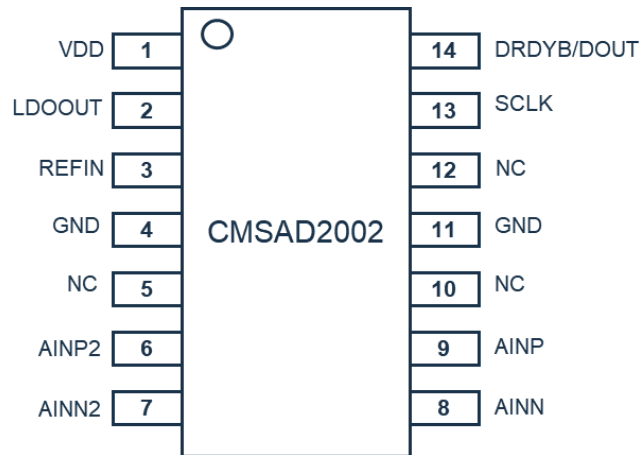 VDD 1 14 DRDYB/DOUT
LDOOUT 2 13 SCLK
REFIN 3 12 NC
GND 4 CMSAD2002 11 GND
NC 5 10 NC
AINP2 6 9 AINP
AINN2 7 8 AINN